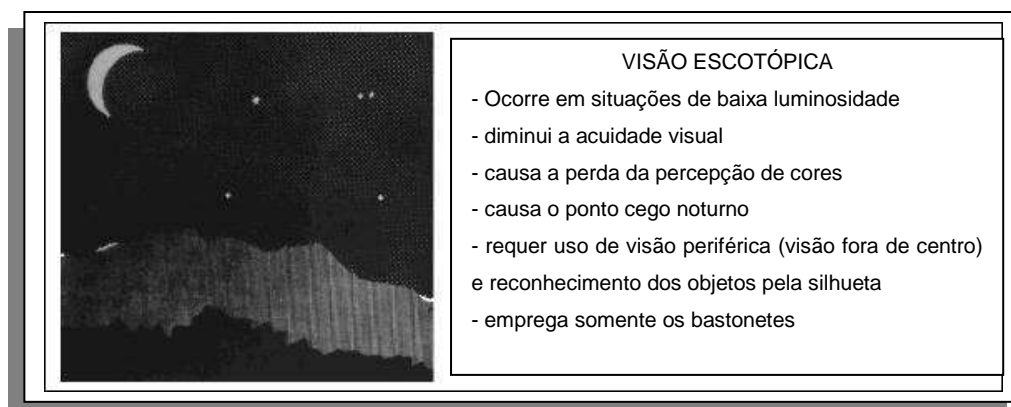 VISÃO ESCOTÓPICA
- Ocorre em situações de baixa luminosidade
- diminui a acuidade visual
- causa a perda da percepção de cores
- causa o ponto cego noturno
- requer uso de visão periférica (visão fora de centro)
e reconhecimento dos objetos pela silhueta
- emprega somente os bastonetes